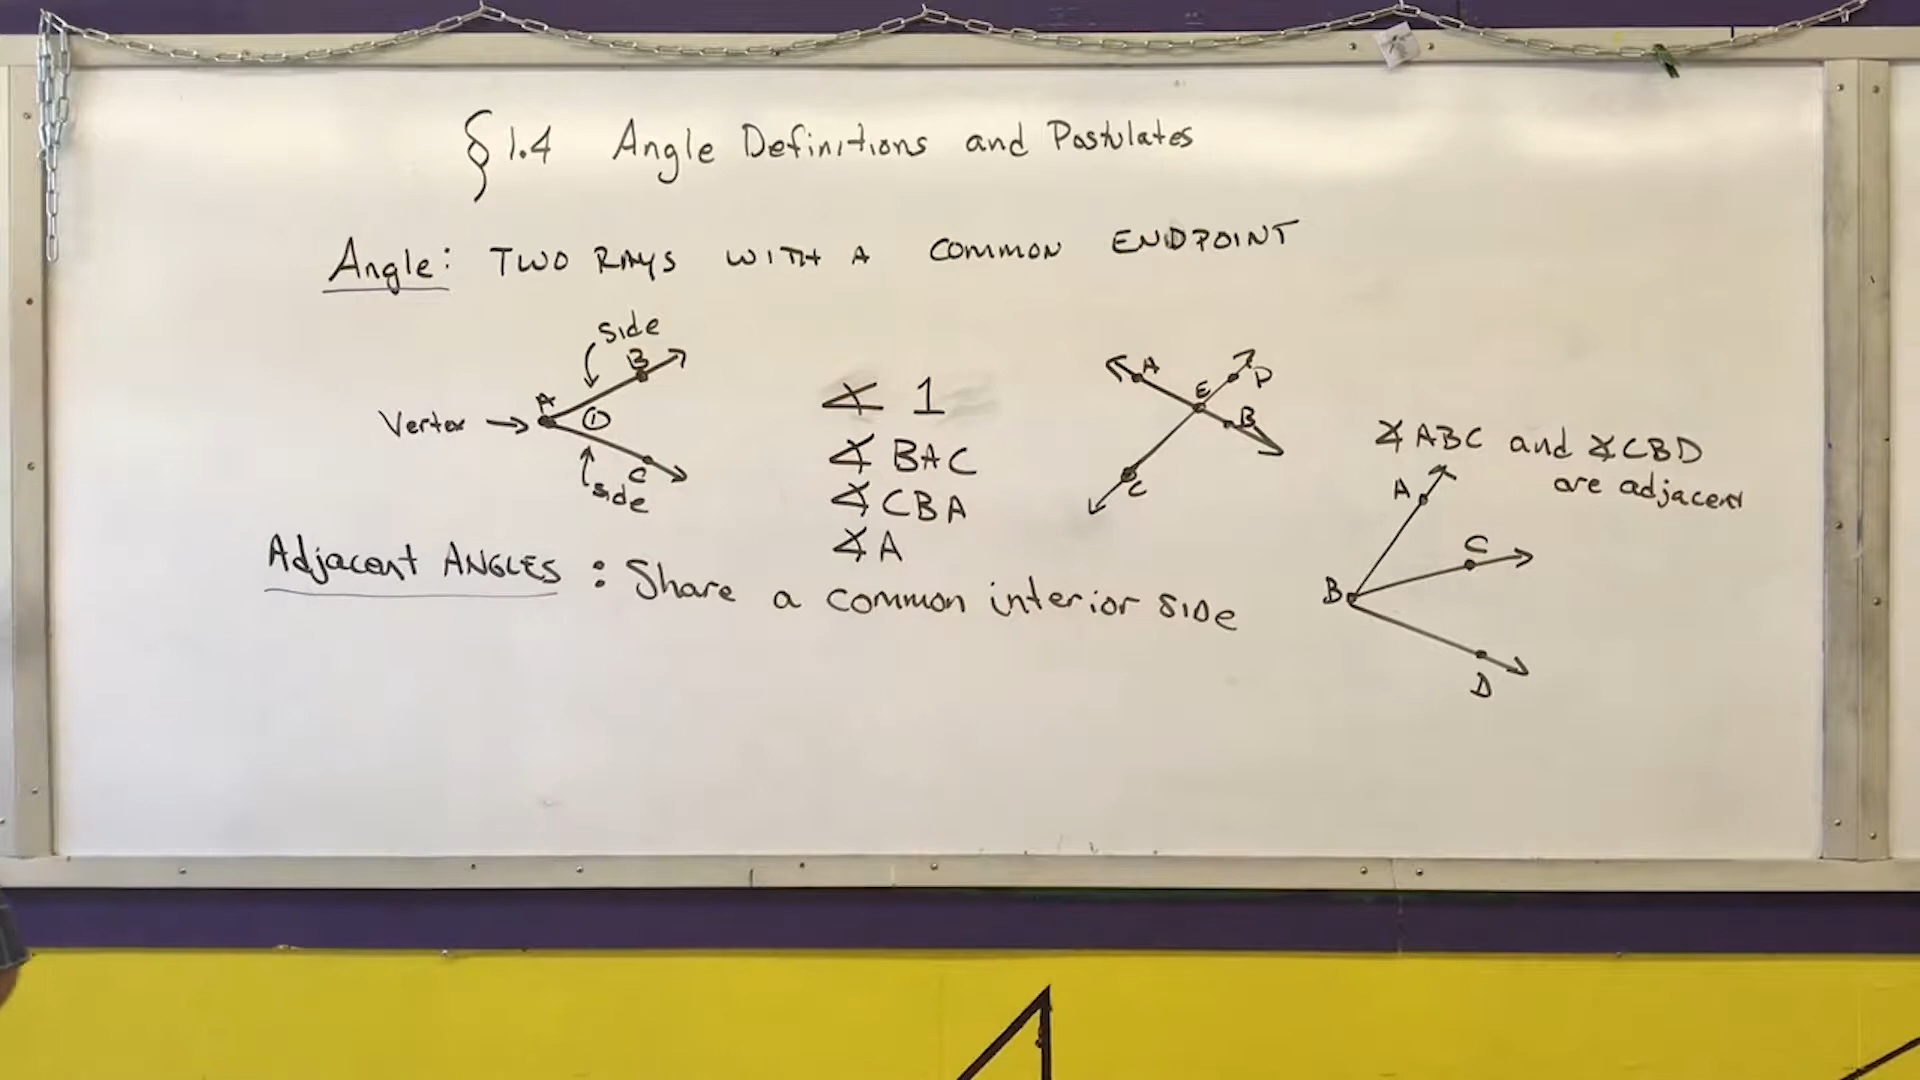 § 1.4 Angle Definitions and Postulates
Angle: TWO RAYS WITH A COMMON ENDPOINT
side
B
A
Vertex → ①
C
side
∡ 1
∡ BAC
∡ CBA
∡ A
A
D
E
B
C
∡ ABC and ∡ CBD
are adjacent
A
C
B
D
Adjacent ANGLES : Share a common interior SIDe